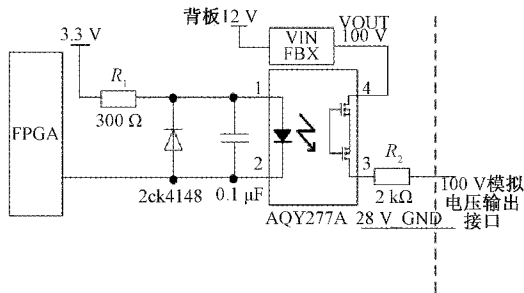 背板12 V
VIN
FBX
VOUT
100 V
3.3 V
R1
300 Ω
1
4
FPGA
2
3
R2
2ck4148
0.1 μF
AQY277A
2 kΩ
28 V_GND
100 V模拟
电压输出
接口